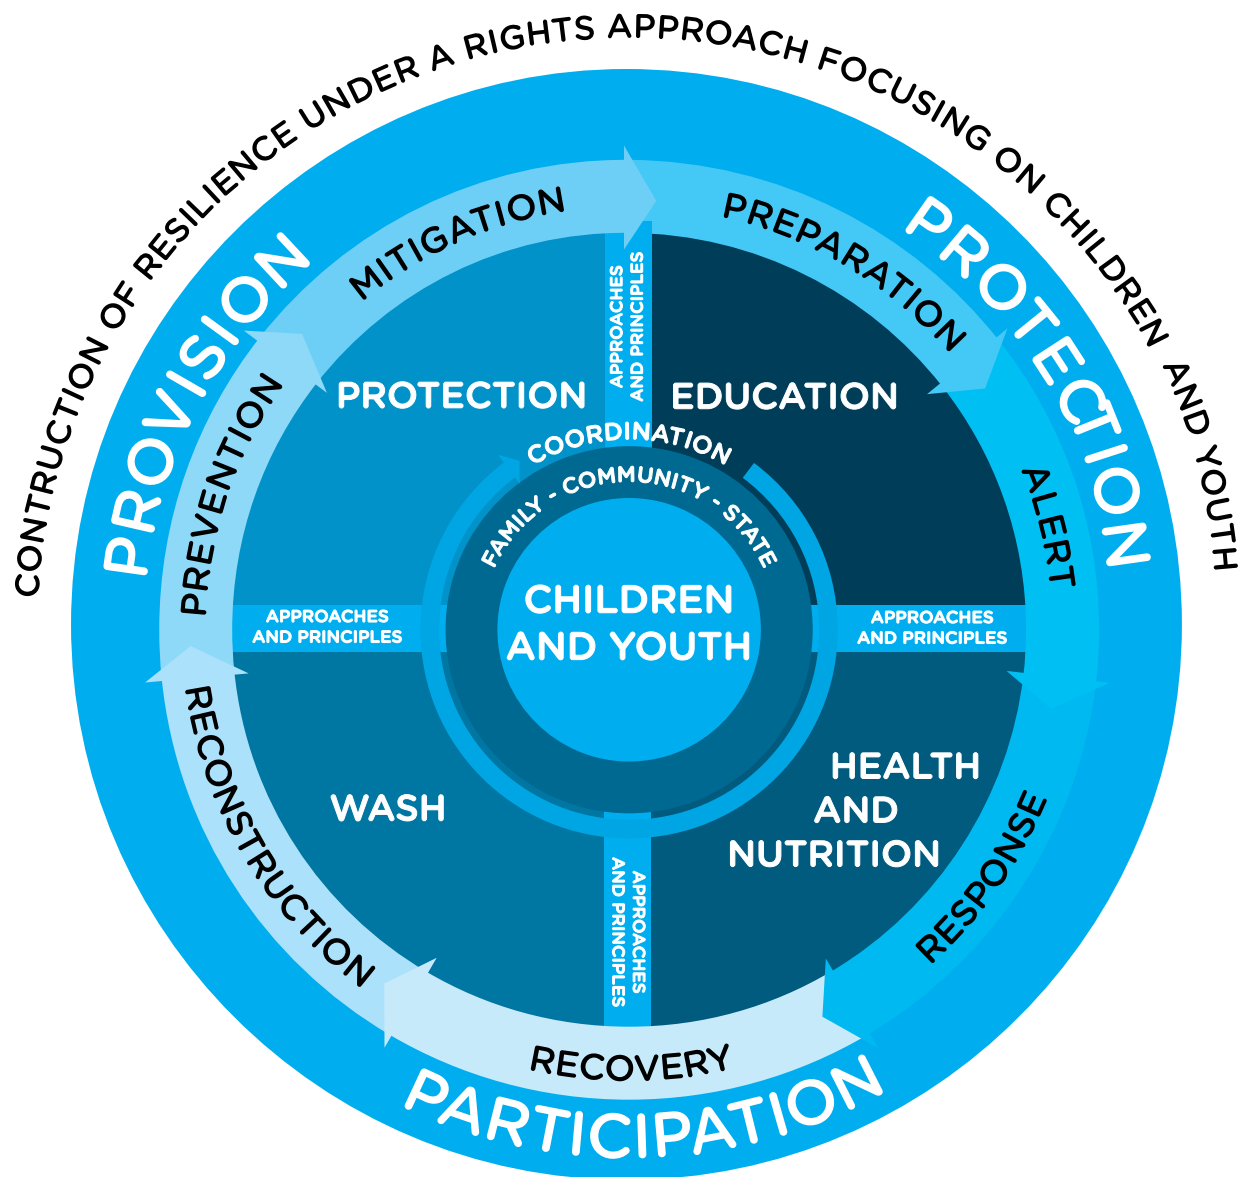 CONTRUCTION OF RESILIENCE UNDER A RIGHTS APPROACH FOCUSING ON CHILDREN AND YOUTH
PROVISION
PROTECTION
PARTICIPATION
MITIGATION
PREPARATION
ALERT
RESPONSE
RECOVERY
RECONSTRUCTION
PREVENTION
PROTECTION
EDUCATION
HEALTH
AND
NUTRITION
WASH
APPROACHES
AND PRINCIPLES
APPROACHES
AND PRINCIPLES
APPROACHES
AND PRINCIPLES
APPROACHES
AND PRINCIPLES
COORDINATION
FAMILY - COMMUNITY - STATE
CHILDREN
AND YOUTH